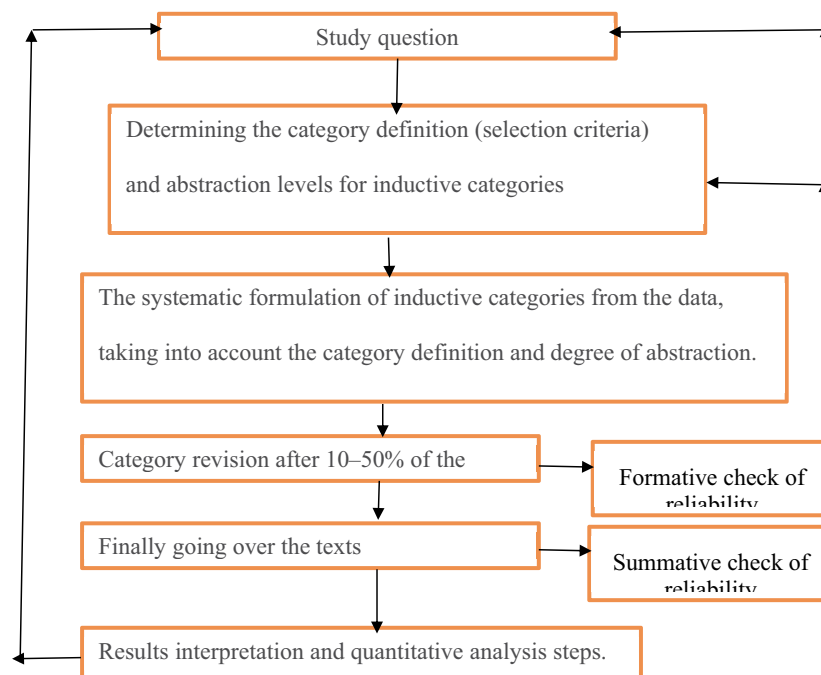 Study question
Determining the category definition (selection criteria)
and abstraction levels for inductive categories
The systematic formulation of inductive categories from the data,
taking into account the category definition and degree of abstraction.
Category revision after 10–50% of the
Formative check of
reliability
Finally going over the texts
Summative check of
reliability
Results interpretation and quantitative analysis steps.